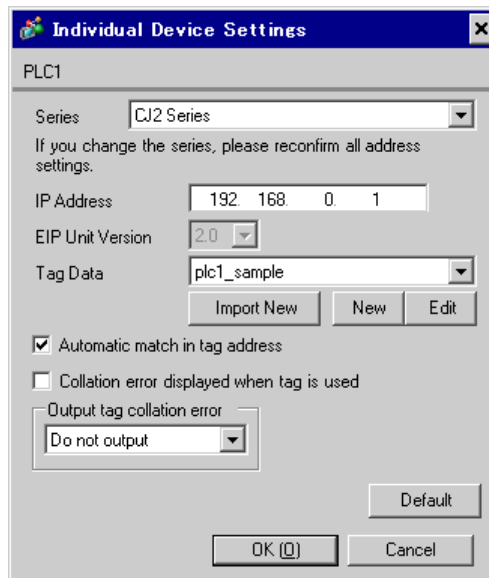 Individual Device Settings
PLC1
Series CJ2 Series
If you change the series, please reconfirm all address
settings.
IP Address 192. 168. 0. 1
EIP Unit Version 2.0
Tag Data plc1_sample
Import New New Edit
Automatic match in tag address
Collation error displayed when tag is used
Output tag collation error
Do not output
Default
OK (O) Cancel